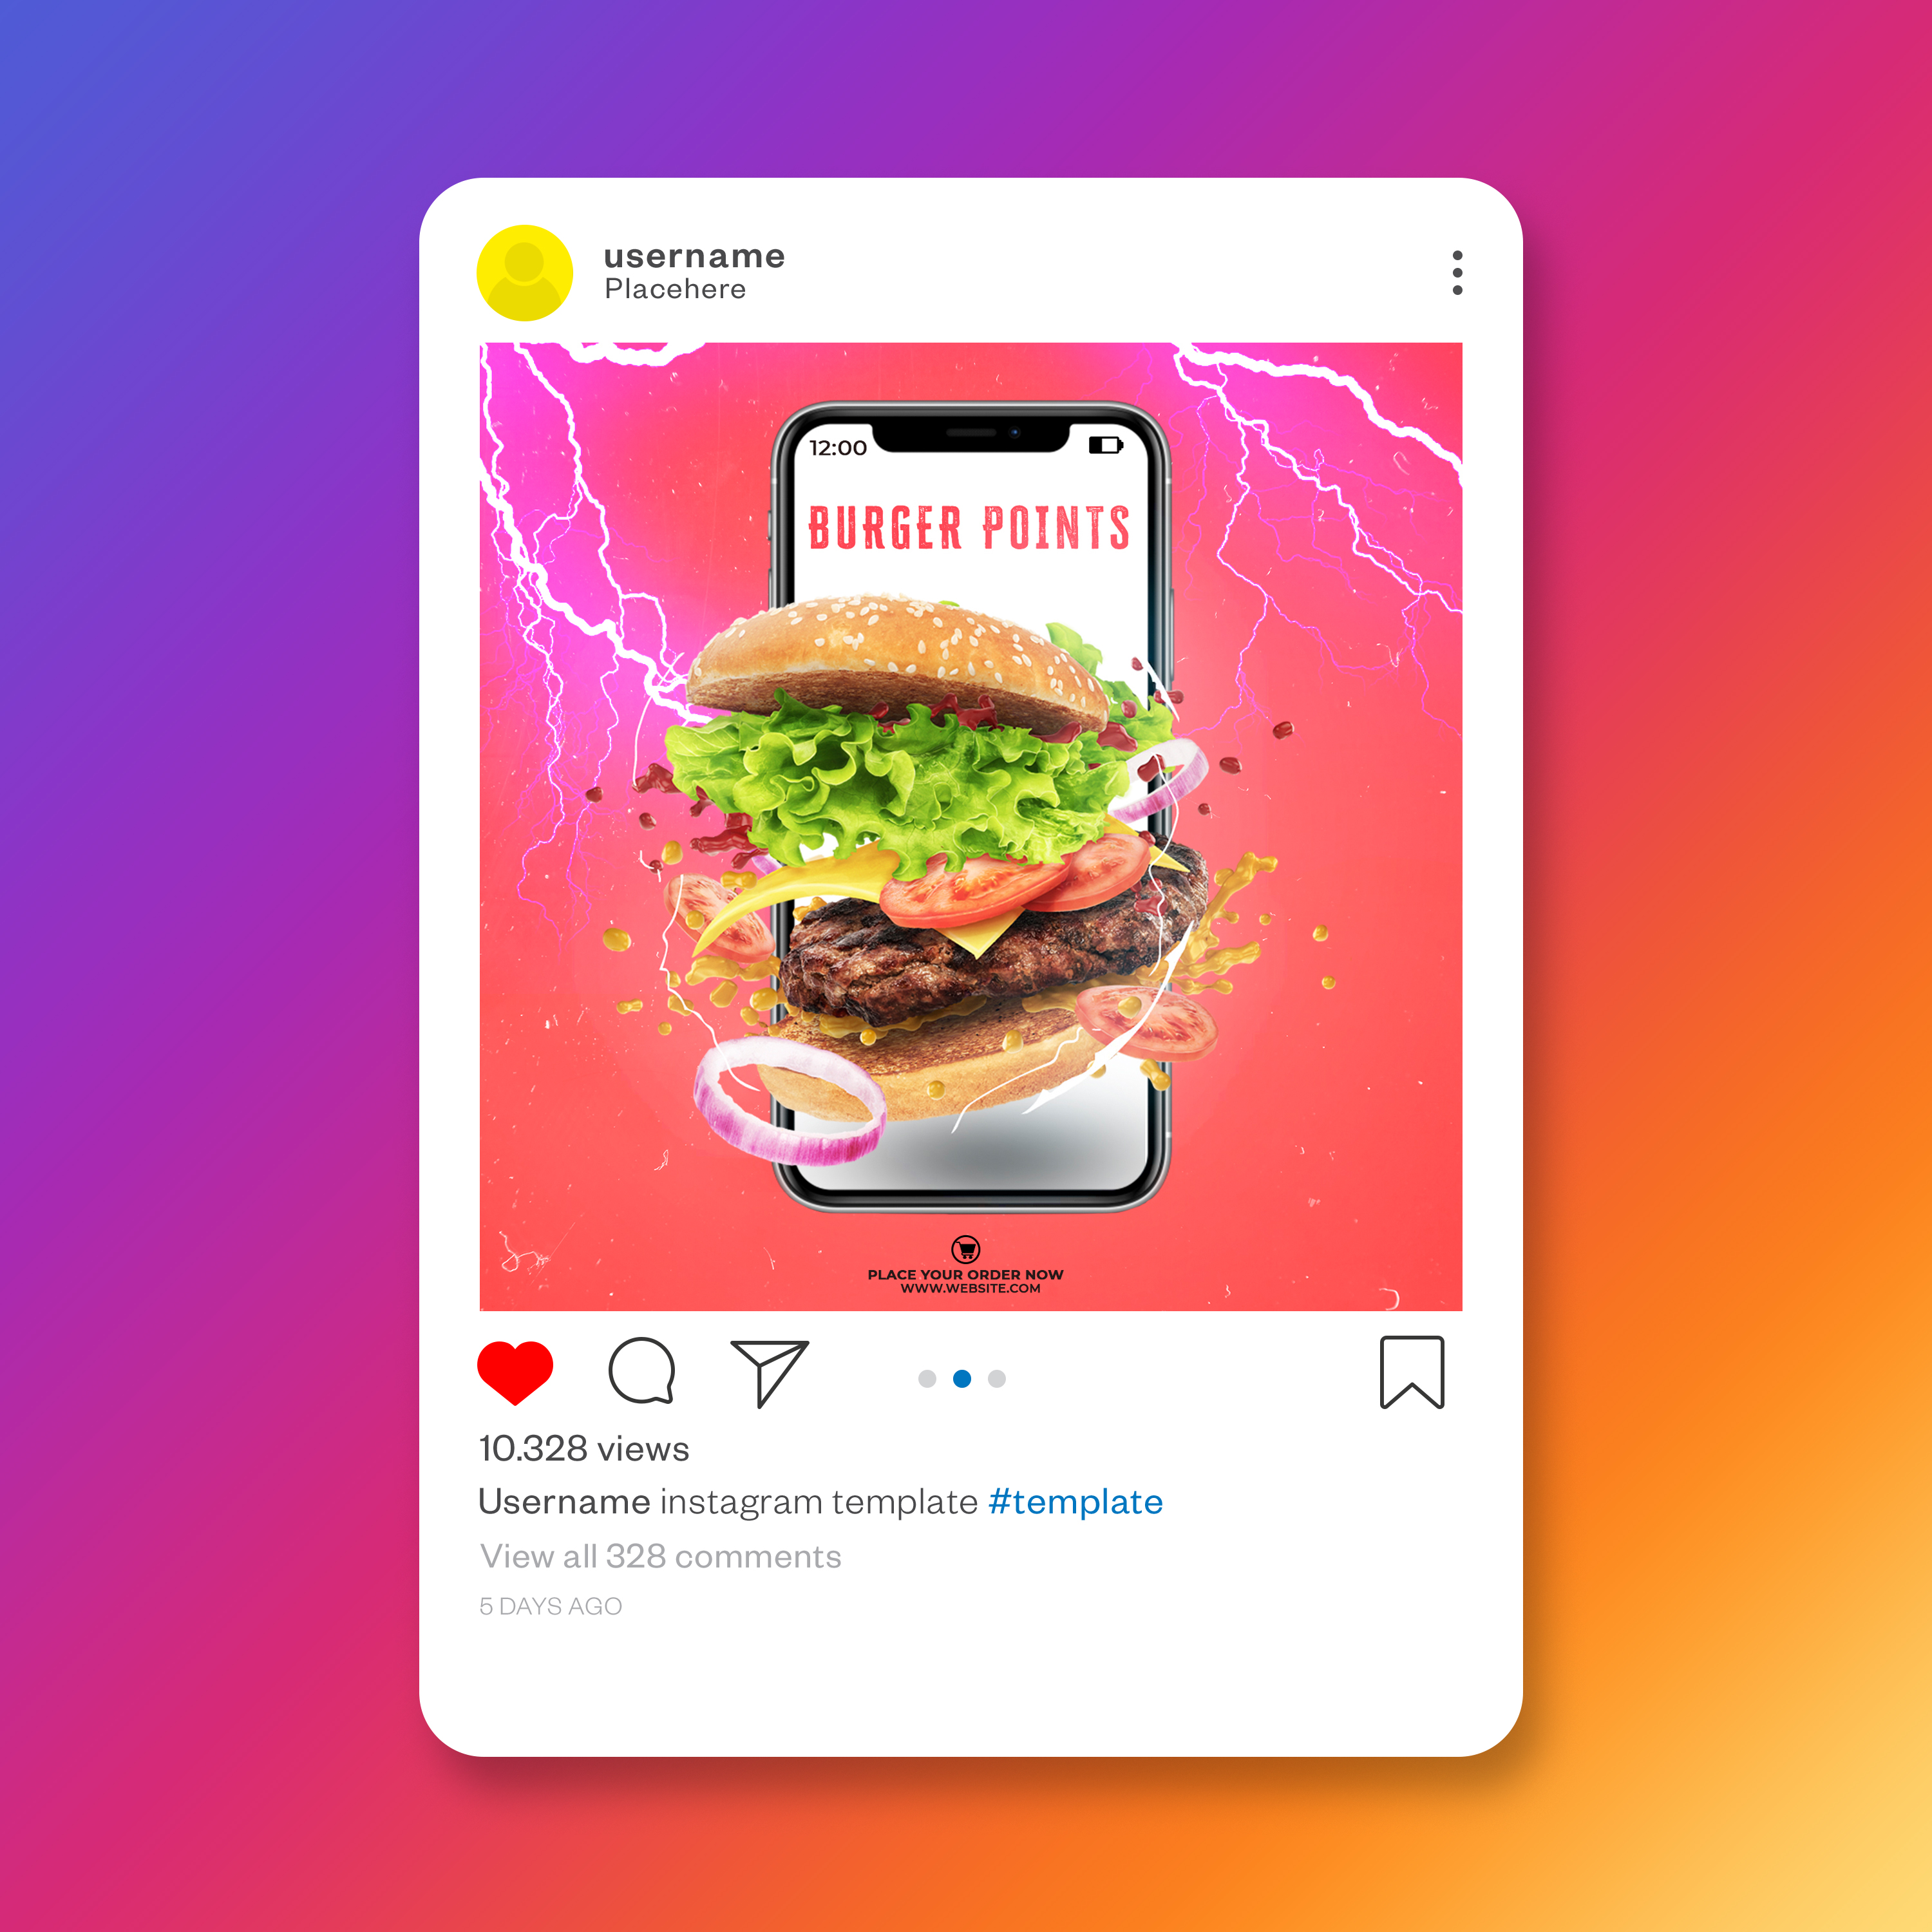 username
Placehere
12:00
BURGER POINTS
PLACE YOUR ORDER NOW
WWW.WEBSITE.COM
10.328 views
Username instagram template #template
View all 328 comments
5 DAYS AGO